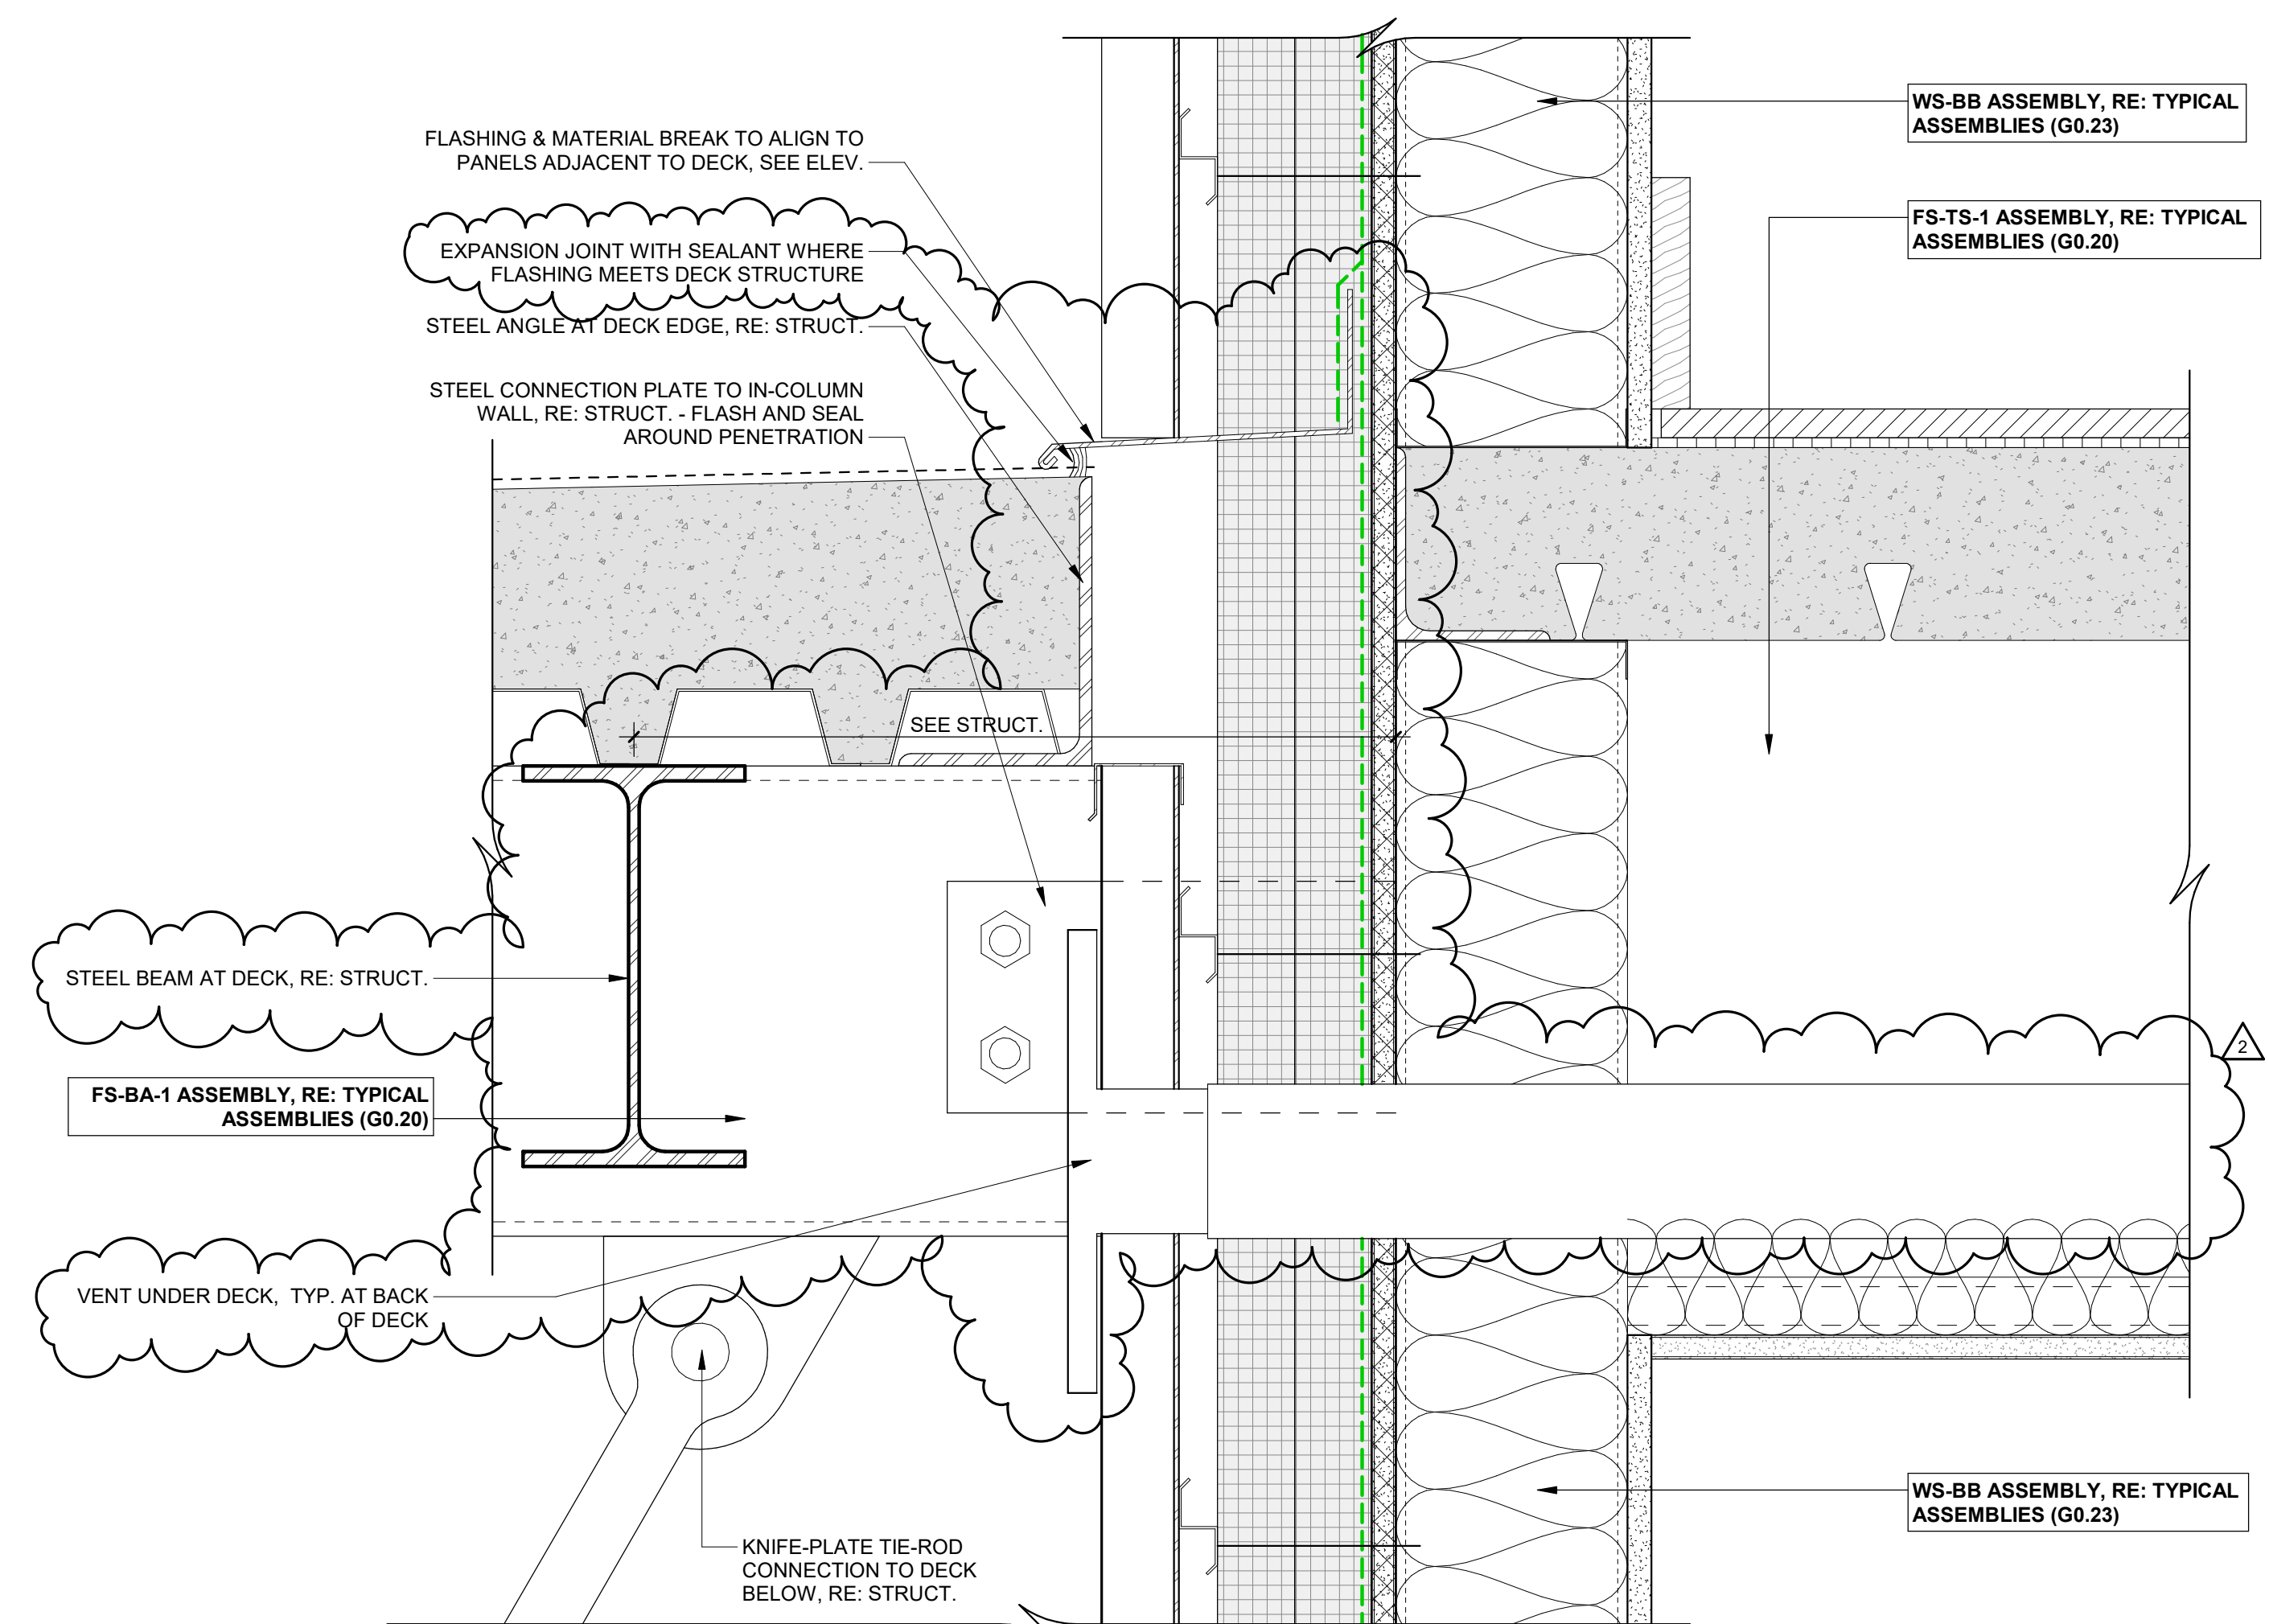 WS-BB ASSEMBLY, RE: TYPICAL
ASSEMBLIES (G0.23)
FLASHING & MATERIAL BREAK TO ALIGN TO
PANELS ADJACENT TO DECK, SEE ELEV.
FS-TS-1 ASSEMBLY, RE: TYPICAL
ASSEMBLIES (G0.20)
EXPANSION JOINT WITH SEALANT WHERE
FLASHING MEETS DECK STRUCTURE
STEEL ANGLE AT DECK EDGE, RE: STRUCT.
STEEL CONNECTION PLATE TO IN-COLUMN
WALL, RE: STRUCT. - FLASH AND SEAL
AROUND PENETRATION
SEE STRUCT.
STEEL BEAM AT DECK, RE: STRUCT.
2
FS-BA-1 ASSEMBLY, RE: TYPICAL
ASSEMBLIES (G0.20)
VENT UNDER DECK, TYP. AT BACK
OF DECK
WS-BB ASSEMBLY, RE: TYPICAL
ASSEMBLIES (G0.23)
KNIFE-PLATE TIE-ROD
CONNECTION TO DECK
BELOW, RE: STRUCT.